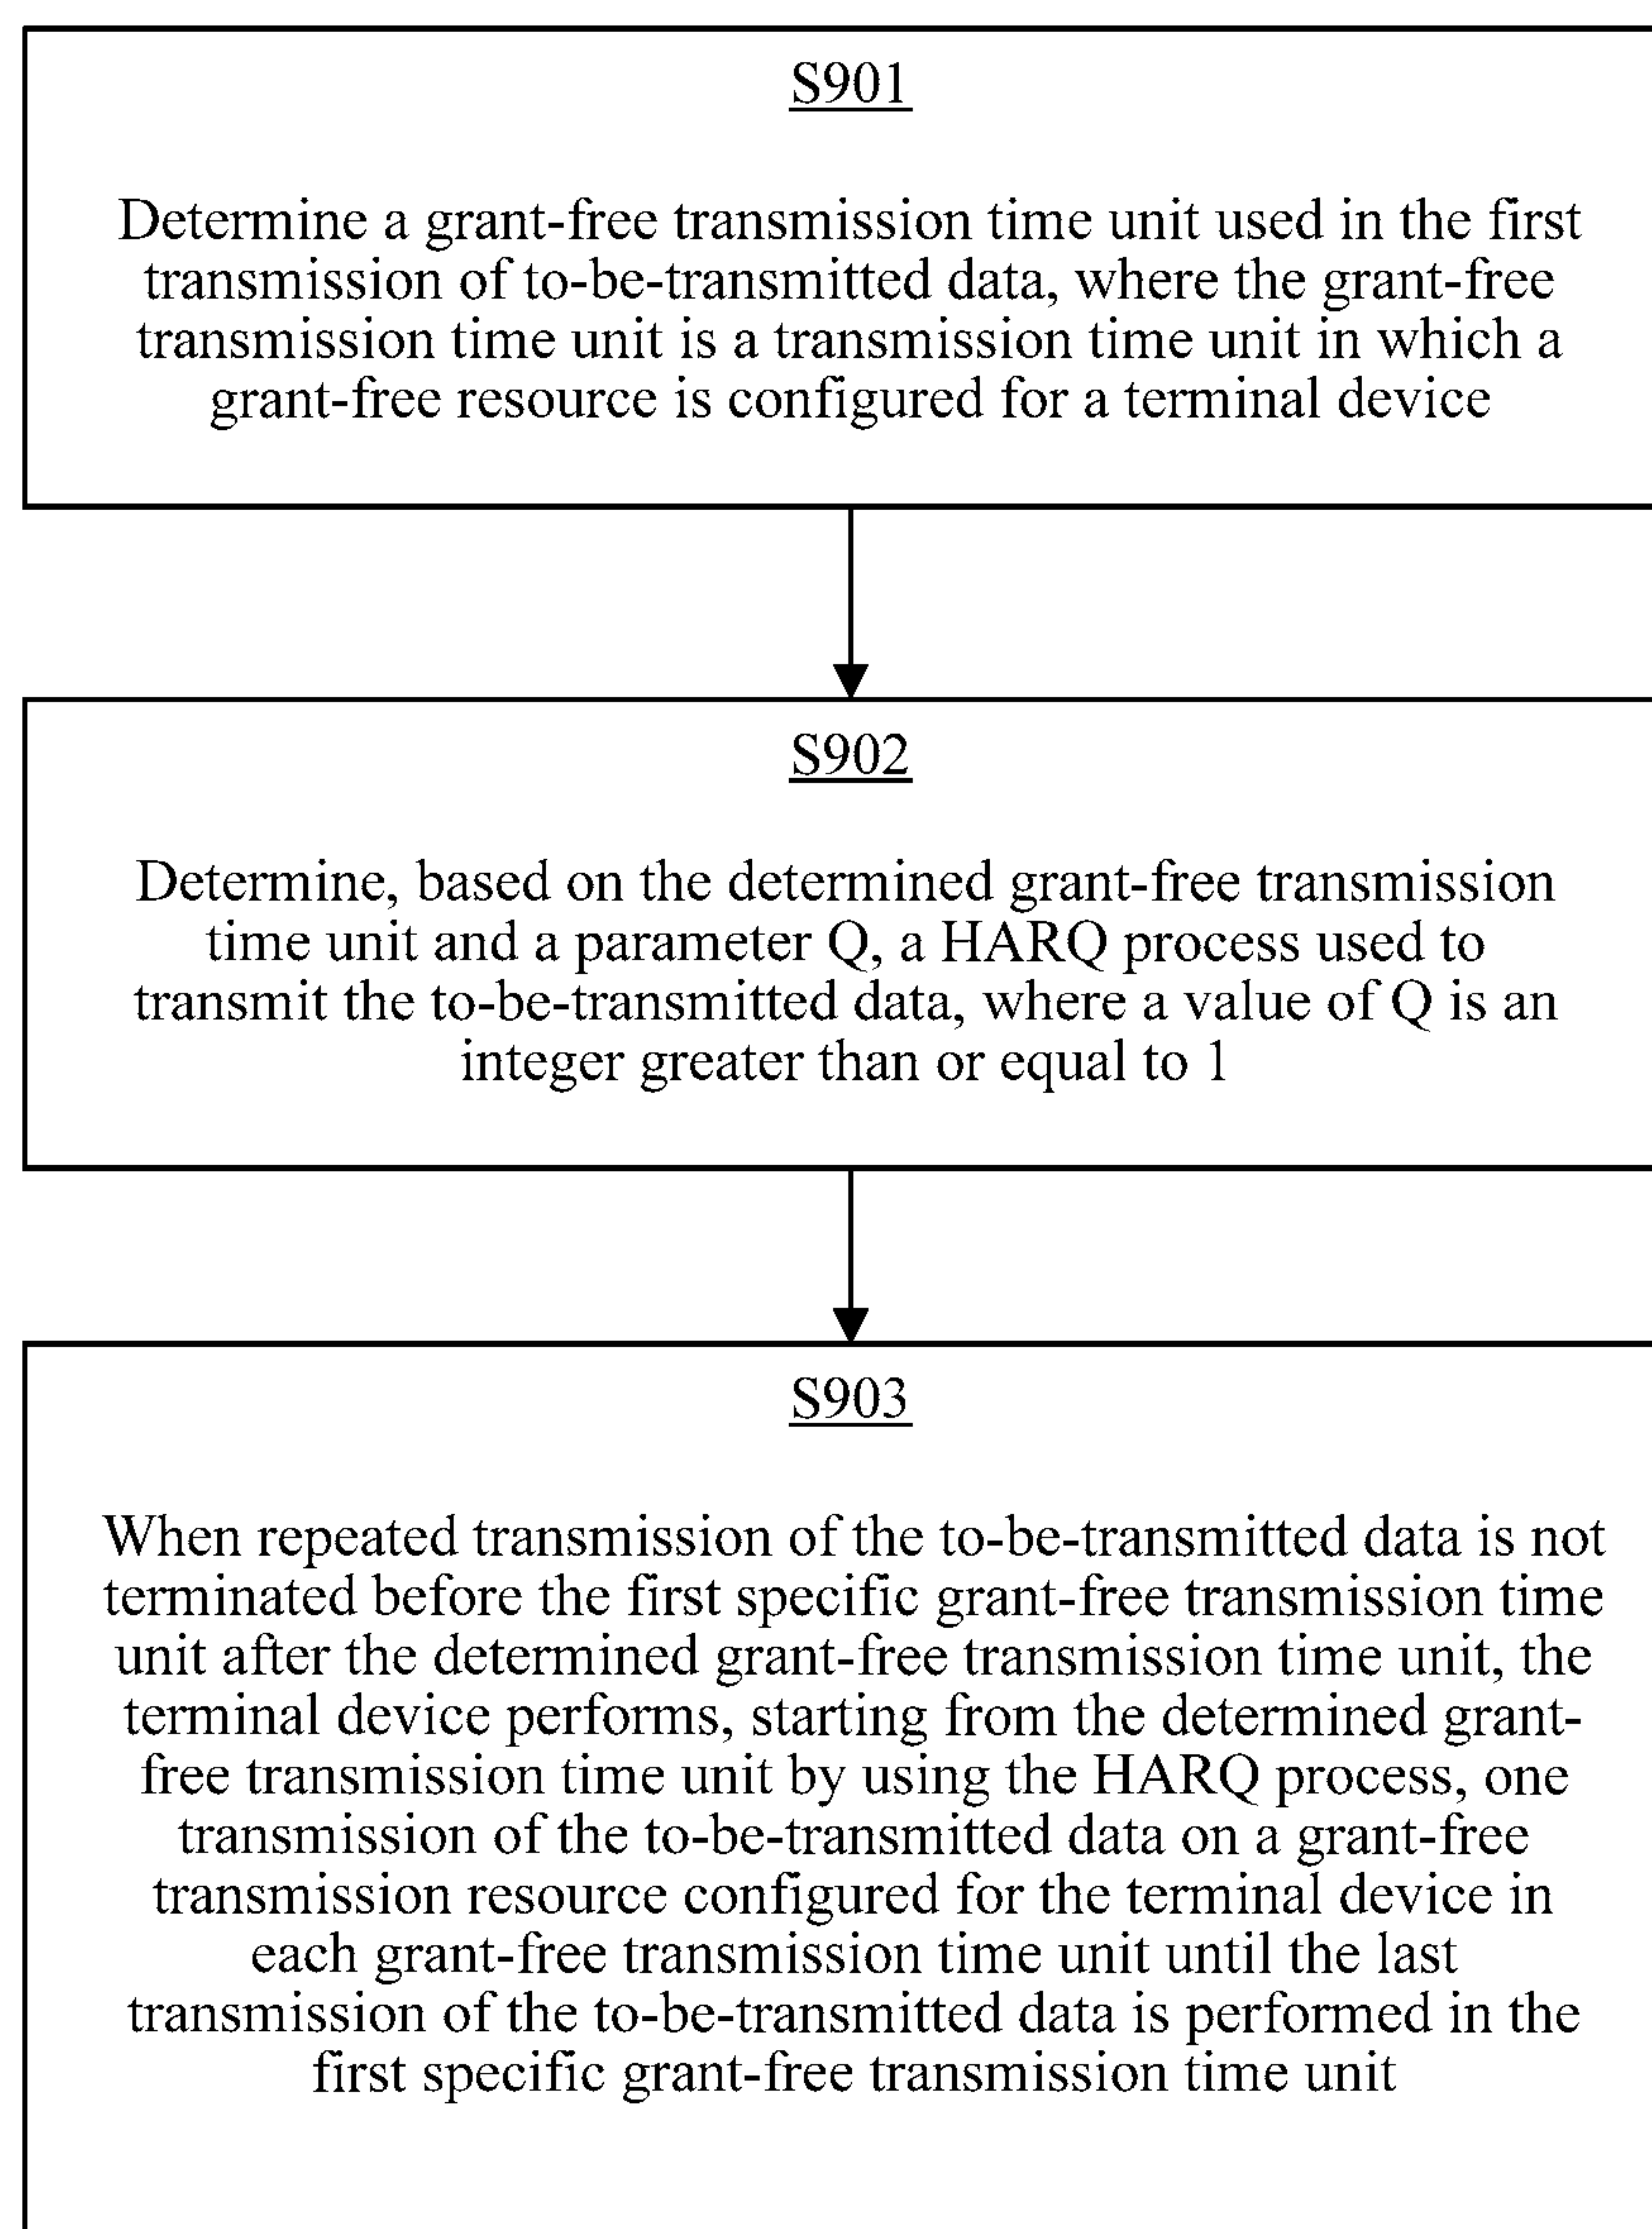 S901
Determine a grant-free transmission time unit used in the first
transmission of to-be-transmitted data, where the grant-free
transmission time unit is a transmission time unit in which a
grant-free resource is configured for a terminal device
S902
Determine, based on the determined grant-free transmission
time unit and a parameter Q, a HARQ process used to
transmit the to-be-transmitted data, where a value of Q is an
integer greater than or equal to 1
S903
When repeated transmission of the to-be-transmitted data is not
terminated before the first specific grant-free transmission time
unit after the determined grant-free transmission time unit, the
terminal device performs, starting from the determined grant-
free transmission time unit by using the HARQ process, one
transmission of the to-be-transmitted data on a grant-free
transmission resource configured for the terminal device in
each grant-free transmission time unit until the last
transmission of the to-be-transmitted data is performed in the
first specific grant-free transmission time unit